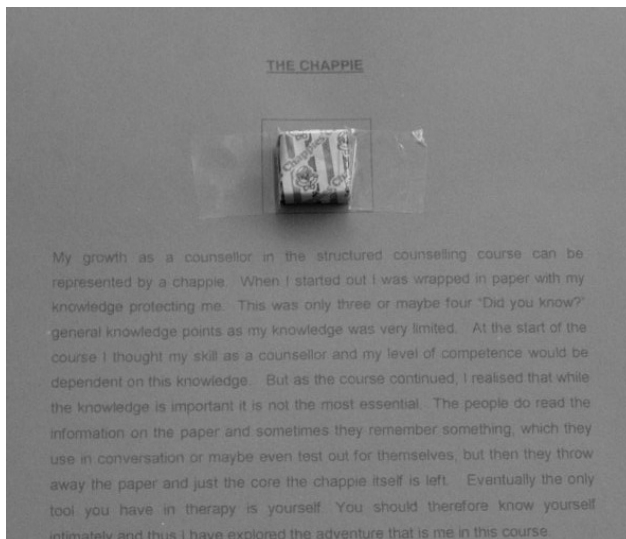 THE CHAPPIE
Chappies
My growth as a counsellor in the structured counselling course can be
represented by a chappie. When I started out I was wrapped in paper with my
knowledge protecting me. This was only three or maybe four “Did you know?”
general knowledge points as my knowledge was very limited. At the start of the
course I thought my skill as a counsellor and my level of competence would be
dependent on this knowledge. But as the course continued, I realised that while
the knowledge is important it is not the most essential. The people do read the
information on the paper and sometimes they remember something, which they
use in conversation or maybe even test out for themselves, but then they throw
away the paper and just the core the chappie itself is left. Eventually the only
tool you have in therapy is yourself. You should therefore know yourself
intimately and thus I have explored the adventure that is me in this course.